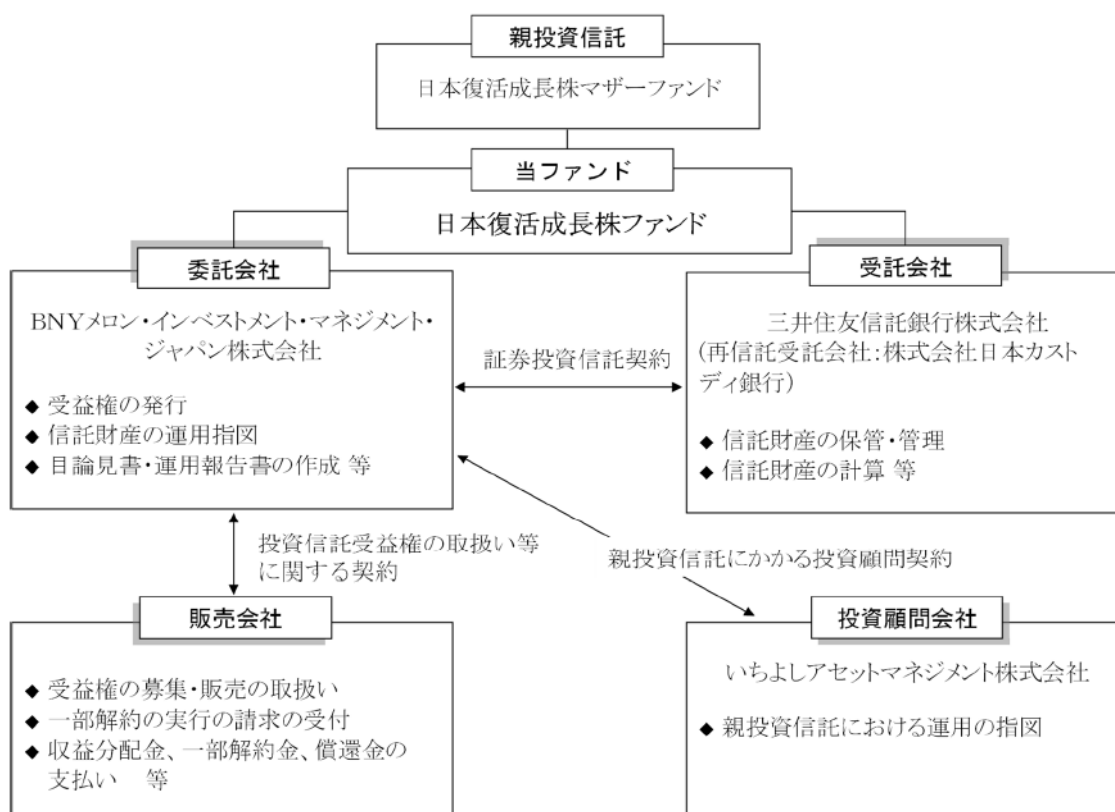 親投資信託
日本復活成長株マザーファンド
当ファンド
日本復活成長株ファンド
委託会社
BNYメロン・インベストメント・マネジメント・
ジャパン株式会社
◆ 受益権の発行
◆ 信託財産の運用指図
◆ 目論見書・運用報告書の作成 等
証券投資信託契約
受託会社
三井住友信託銀行株式会社
(再信託受託会社:株式会社日本カスト
ディ銀行)
◆ 信託財産の保管・管理
◆ 信託財産の計算 等
投資信託受益権の取扱い等
に関する契約
親投資信託にかかる投資顧問契約
販売会社
◆ 受益権の募集・販売の取扱い
◆ 一部解約の実行の請求の受付
◆ 収益分配金、一部解約金、償還金の
支払い 等
投資顧問会社
いちよしアセットマネジメント株式会社
◆ 親投資信託における運用の指図